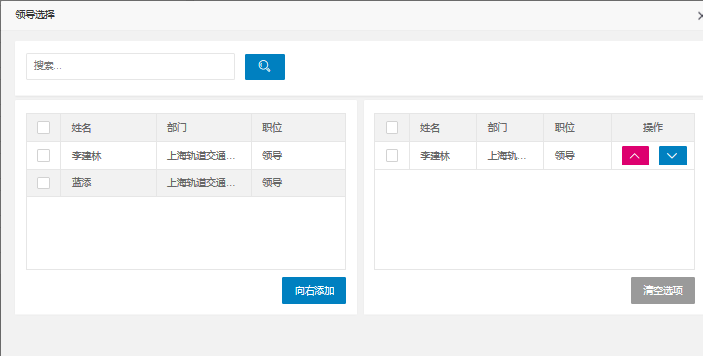 领导选择
搜索...
姓名 部门 职位
李建林 上海轨道交通... 领导
蓝添 上海轨道交通... 领导
向右添加
姓名 部门 职位 操作
李建林 上海轨... 领导
清空选项